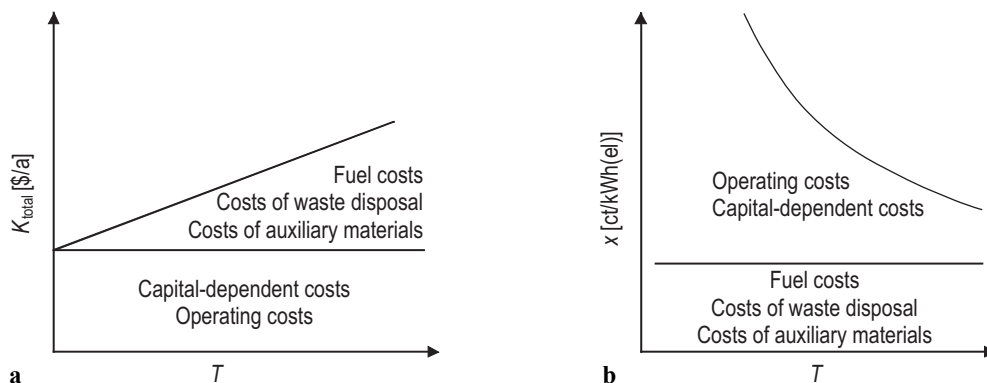 K_total [$/a]
Fuel costs
Costs of waste disposal
Costs of auxiliary materials
Capital-dependent costs
Operating costs
T
a
x [ct/kWh(el)]
Operating costs
Capital-dependent costs
Fuel costs
Costs of waste disposal
Costs of auxiliary materials
T
b